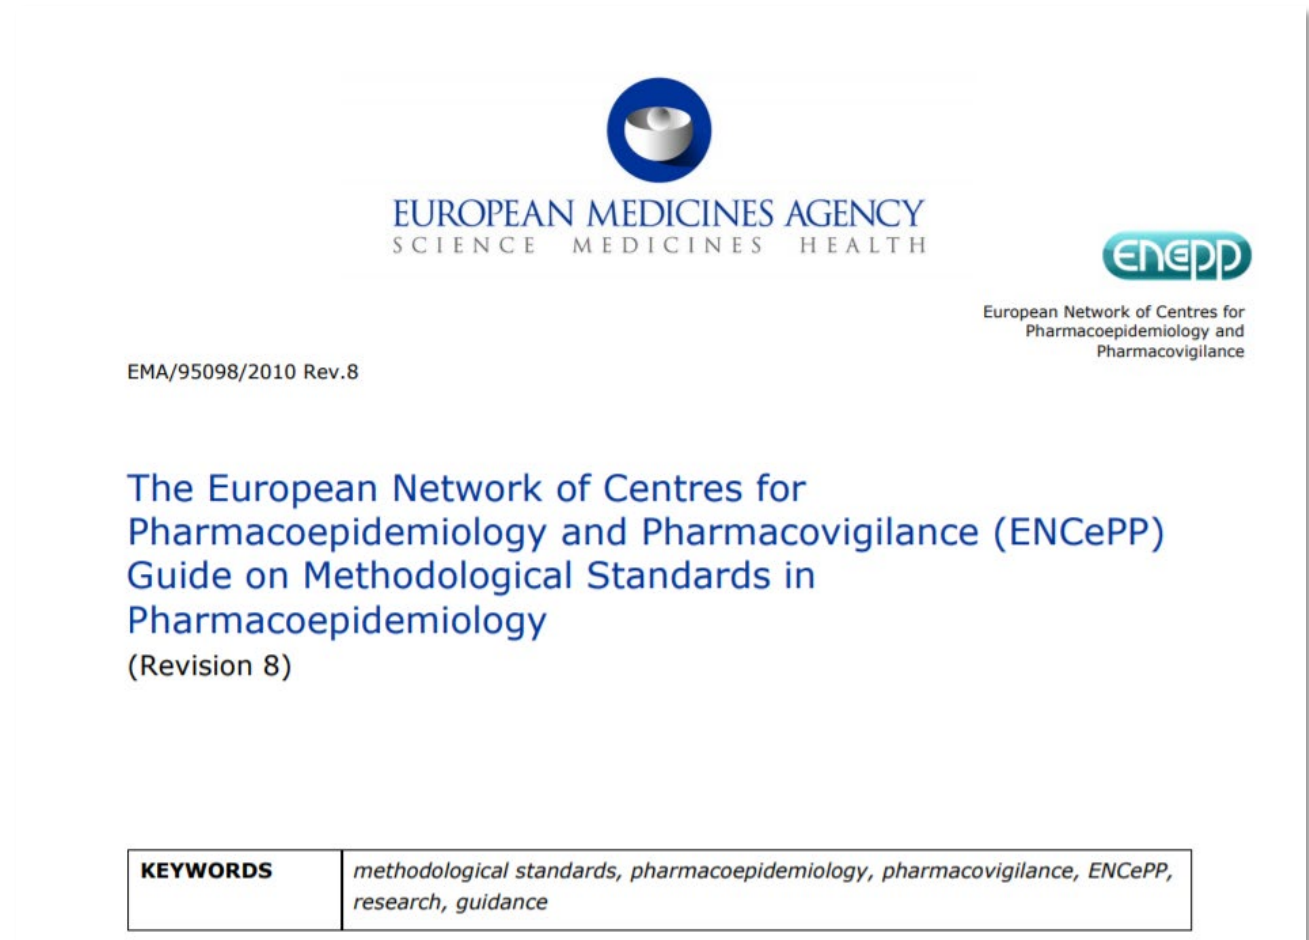 EUROPEAN MEDICINES AGENCY
SCIENCE MEDICINES HEALTH
ENCePP
European Network of Centres for
Pharmacoepidemiology and
Pharmacovigilance
EMA/95098/2010 Rev.8
The European Network of Centres for
Pharmacoepidemiology and Pharmacovigilance (ENCePP)
Guide on Methodological Standards in
Pharmacoepidemiology
(Revision 8)
KEYWORDS
methodological standards, pharmacoepidemiology, pharmacovigilance, ENCePP,
research, guidance